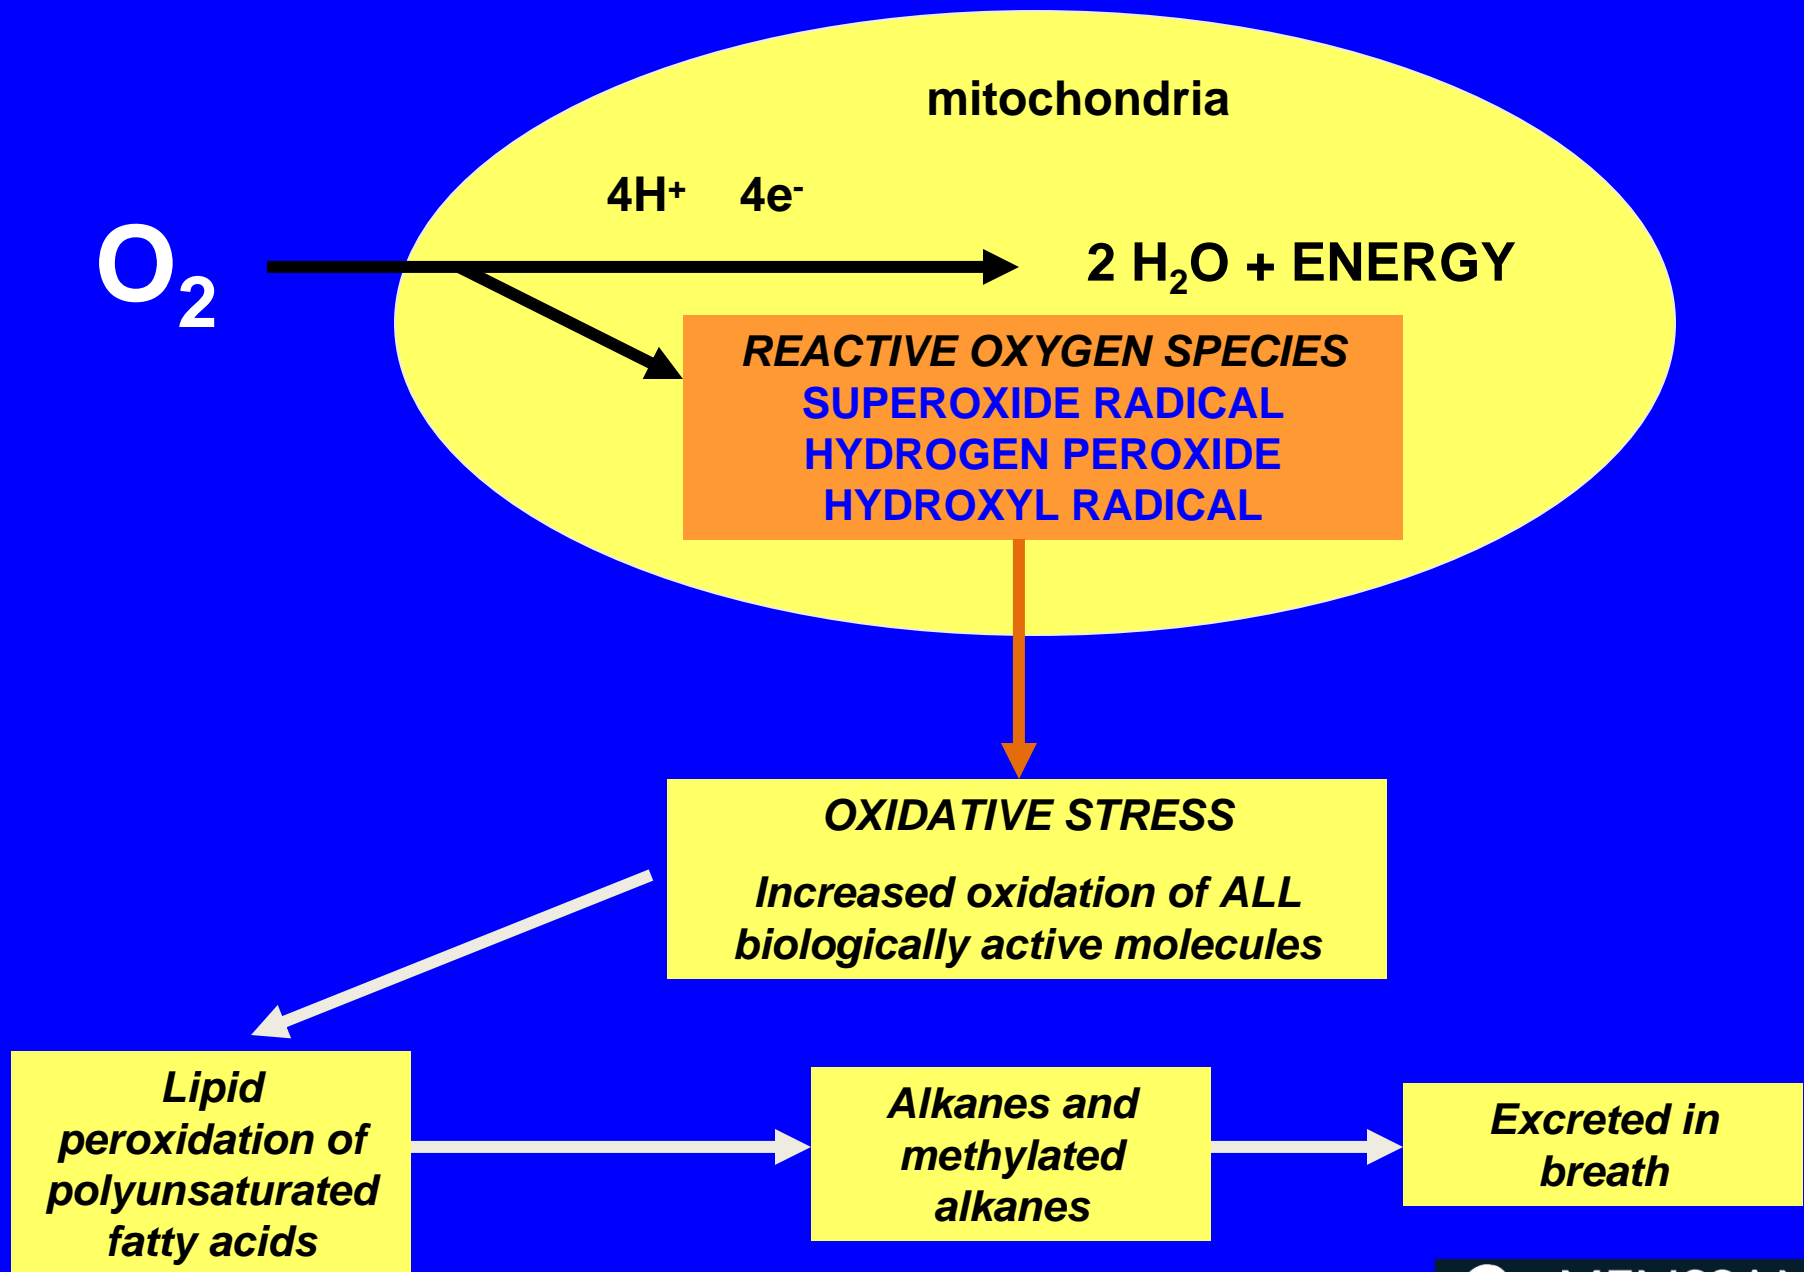 mitochondria
4H⁺ 4e⁻
O₂
2 H₂O + ENERGY
REACTIVE OXYGEN SPECIES
SUPEROXIDE RADICAL
HYDROGEN PEROXIDE
HYDROXYL RADICAL
OXIDATIVE STRESS
Increased oxidation of ALL
biologically active molecules
Lipid
peroxidation of
polyunsaturated
fatty acids
Alkanes and
methylated
alkanes
Excreted in
breath